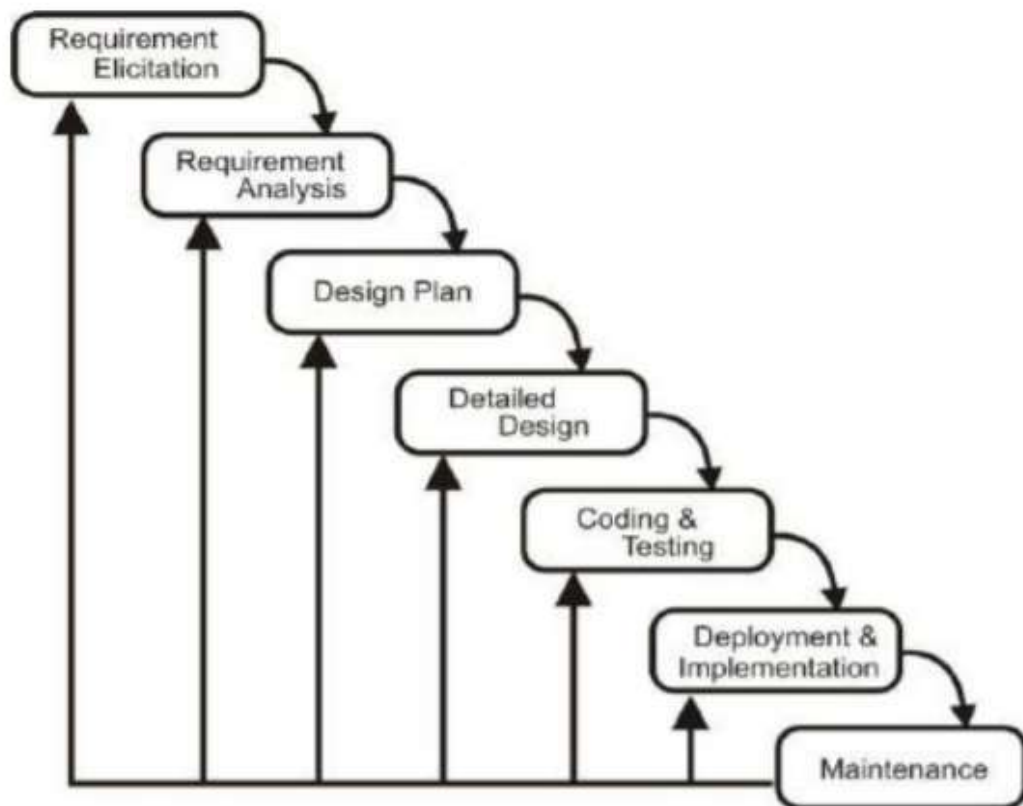 Requirement
Elicitation
Requirement
Analysis
Design Plan
Detailed
Design
Coding &
Testing
Deployment &
Implementation
Maintenance